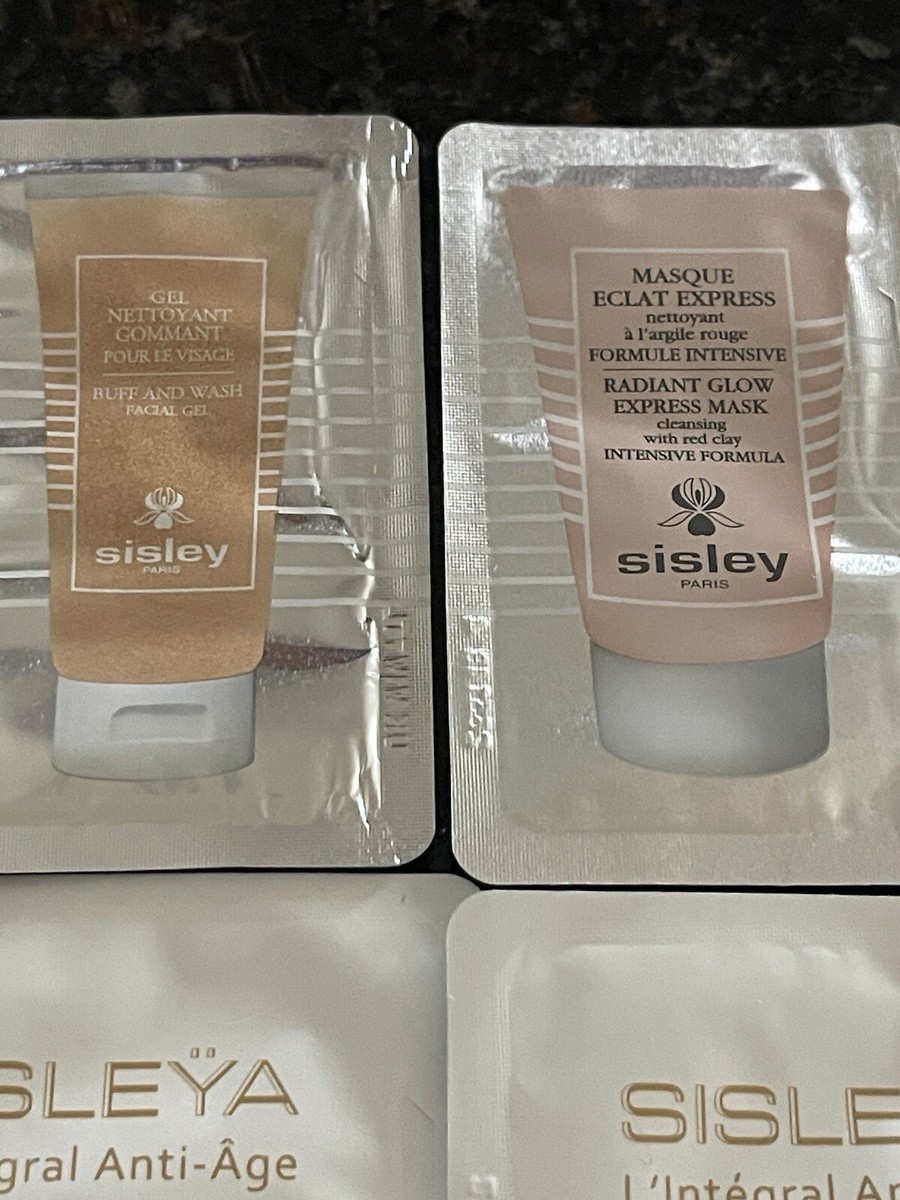 GEL
NETTOYANT
GOMMANT
POUR LE VISAGE
BUFF AND WASH
FACIAL GEL
sisley
PARIS
MASQUE
ECLAT EXPRESS
nettoyant
à l'argile rouge
FORMULE INTENSIVE
RADIANT GLOW
EXPRESS MASK
cleansing
with red clay
INTENSIVE FORMULA
sisley
PARIS
SLEŸA
gral Anti-Âge
SISLE
L'Intégral An